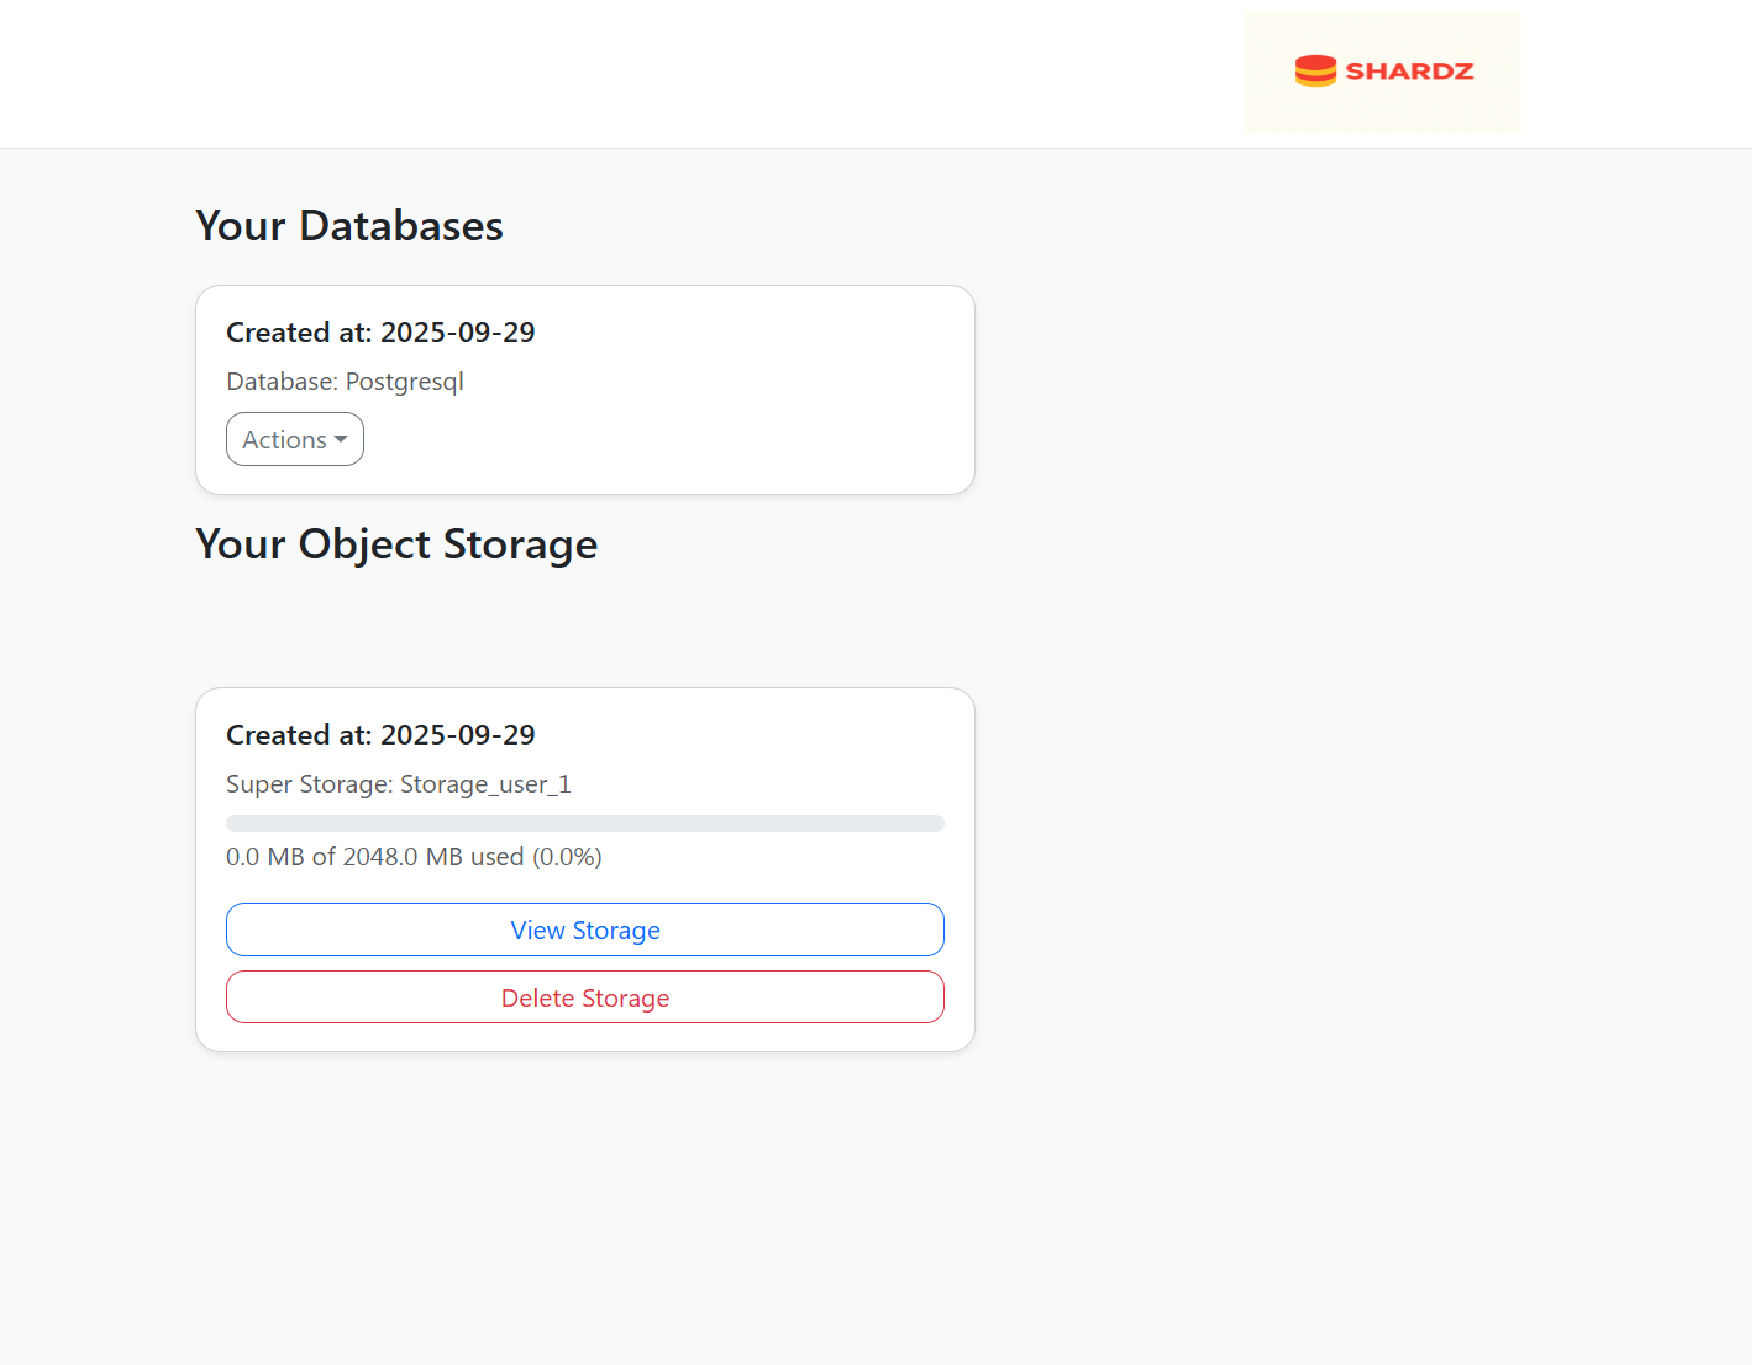 SHARDZ
Your Databases
Created at: 2025-09-29
Database: Postgresql
Actions
Your Object Storage
Created at: 2025-09-29
Super Storage: Storage_user_1
0.0 MB of 2048.0 MB used (0.0%)
View Storage
Delete Storage